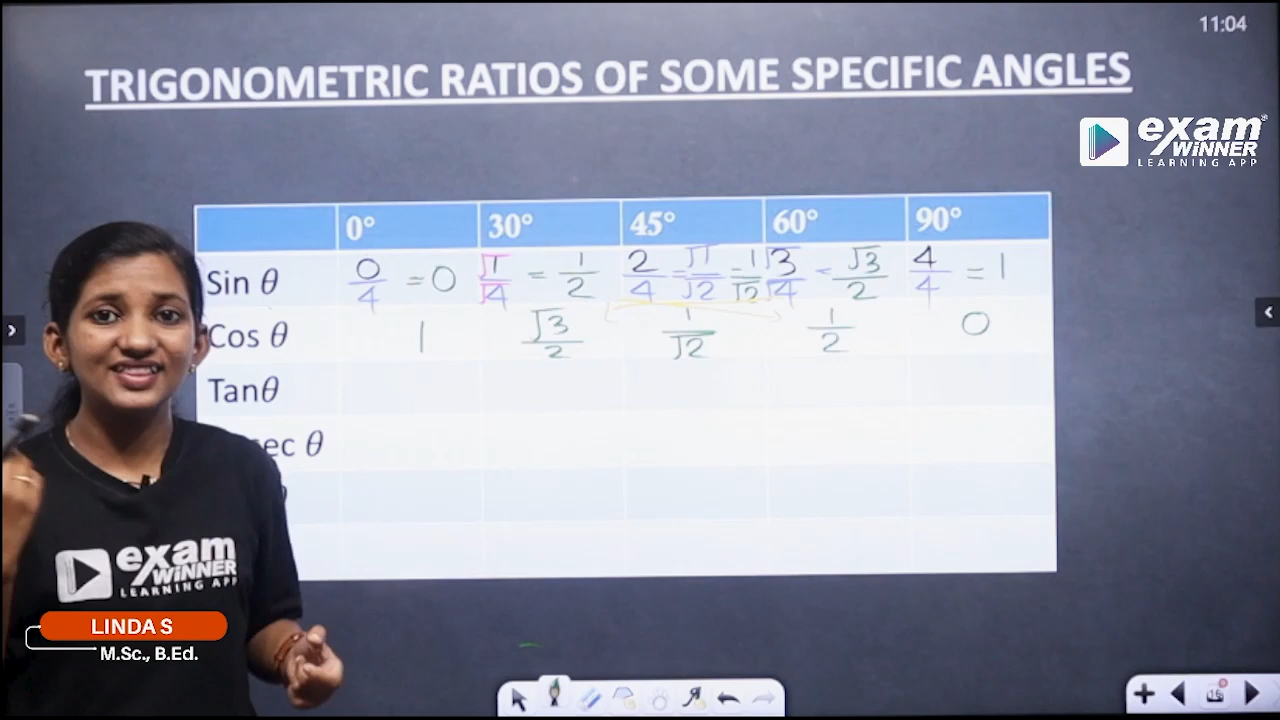 11:04
TRIGONOMETRIC RATIOS OF SOME SPECIFIC ANGLES
exam
WiNNER
LEARNING APP
0° 30° 45° 60° 90°
Sin θ 0/4 = 0 √1/√4 = 1/2 2/4 = √1/√2 = 1/√2 √3/√4 = √3/2 4/4 = 1
Cos θ 1 √3/2 1/√2 1/2 0
Tanθ
sec θ
exam
WiNNER
LEARNING APP
LINDA S
M.Sc., B.Ed.